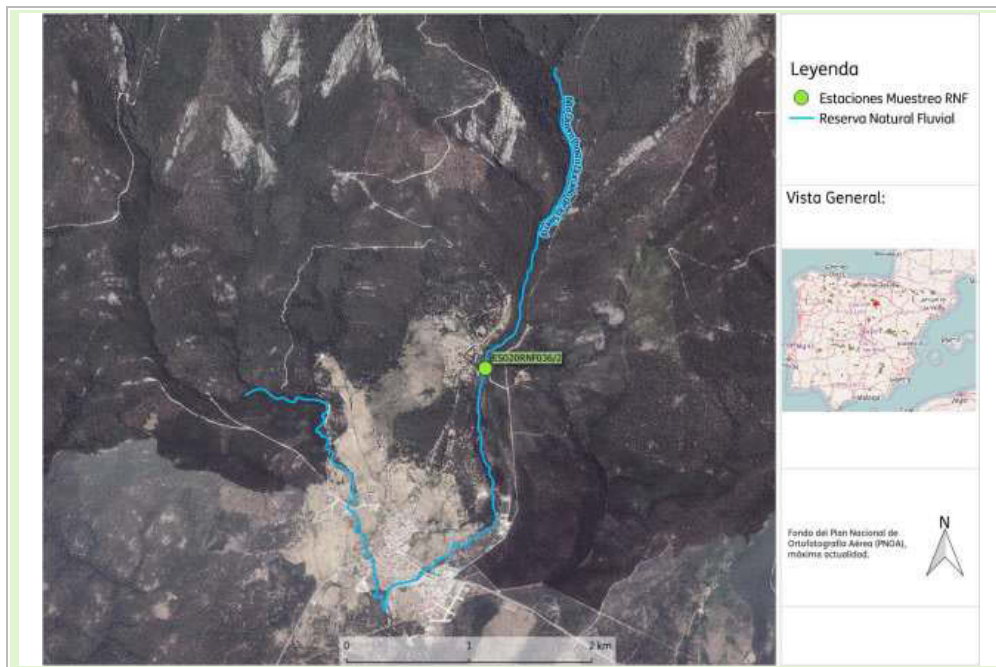 Leyenda
Estaciones Muestreo RNF
Reserva Natural Fluvial
Vista General:
ES020RNF036/2
Fondo del Plan Nacional de
Ortofotografía Aérea (PNOA),
máxima actualidad.
N
0 1 2 km